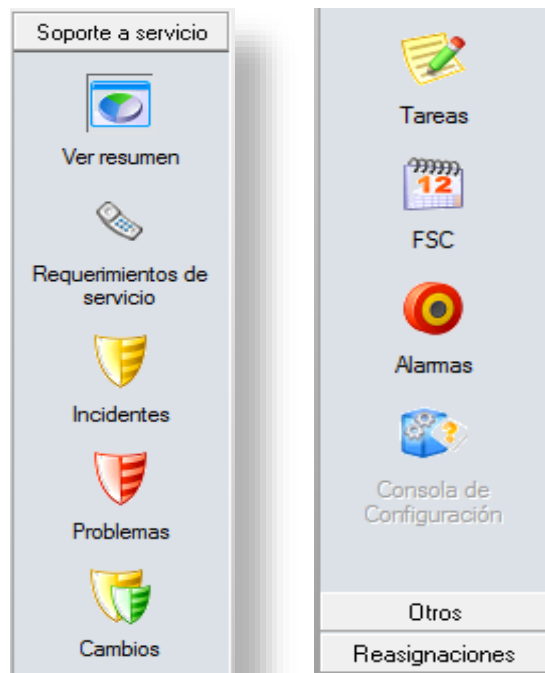 Soporte a servicio
Ver resumen
Requerimientos de
servicio
Incidentes
Problemas
Cambios
Tareas
12
FSC
Alarmas
?
Consola de
Configuración
Otros
Reasignaciones